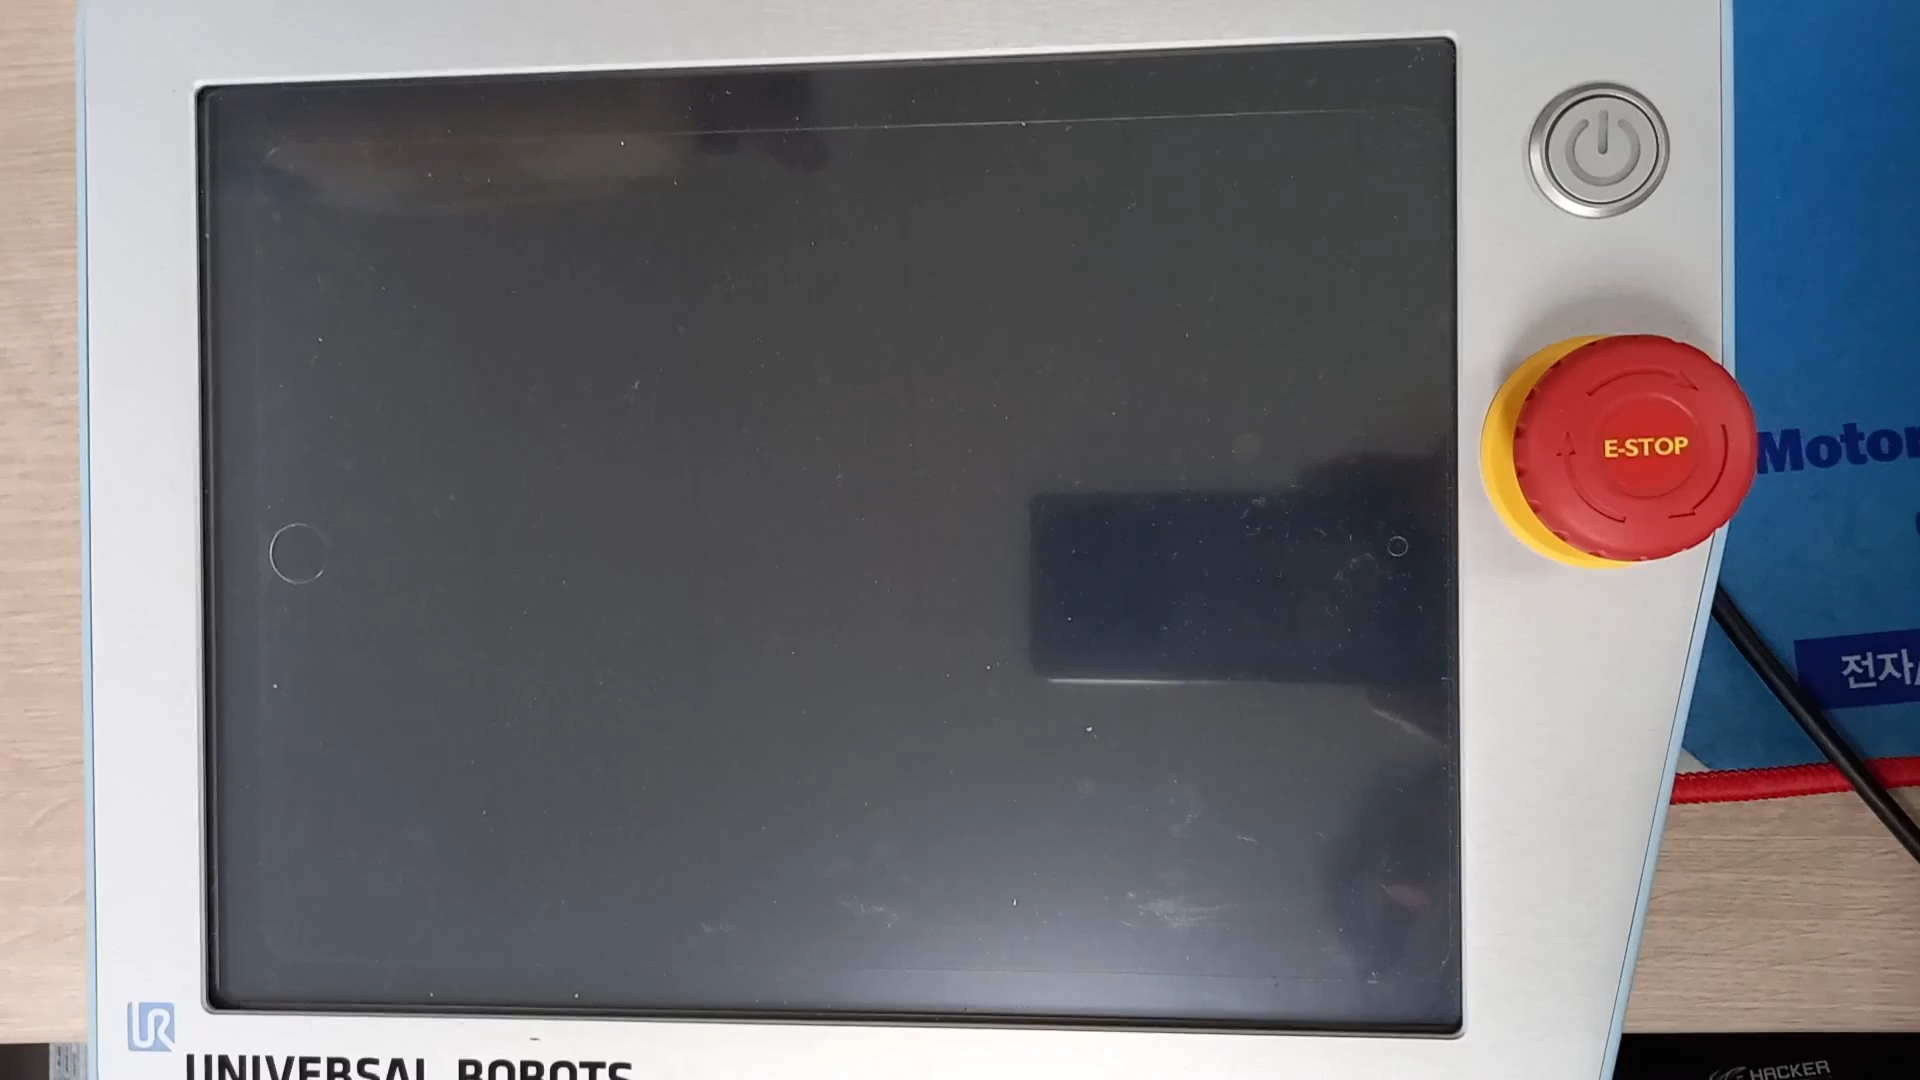 E-STOP
Motor
전자/
UR
UNIVERSAL ROBOTS
HACKER